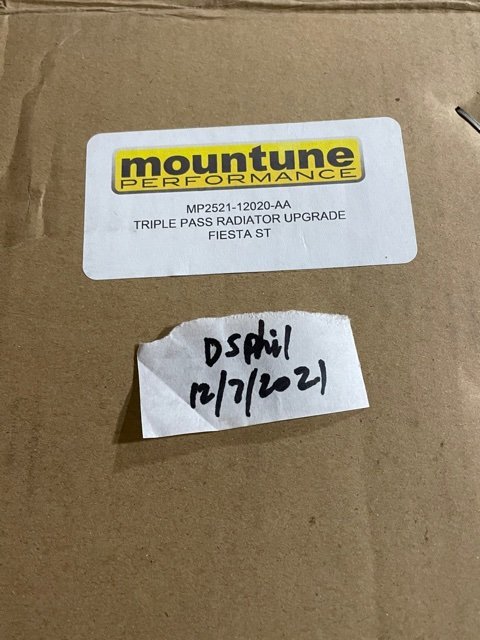 mountune
PERFORMANCE
MP2521-12020-AA
TRIPLE PASS RADIATOR UPGRADE
FIESTA ST
DSphil
12/7/2021